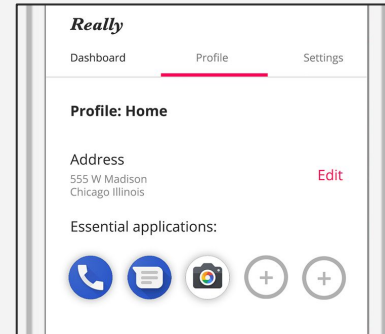 Really
Dashboard Profile Settings
Profile: Home
Address
555 W Madison
Chicago Illinois
Edit
Essential applications: